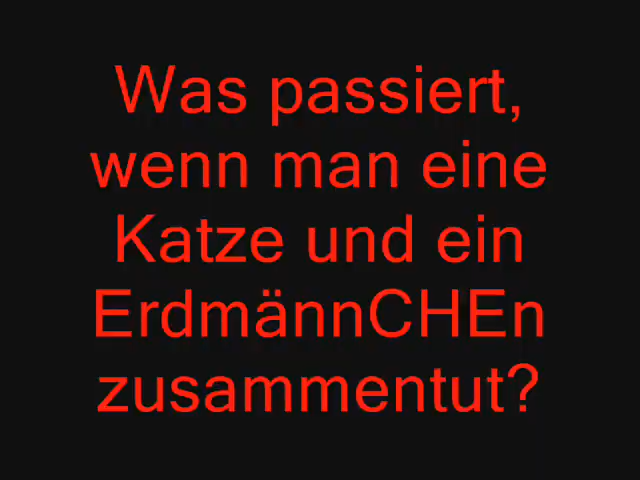 Was passiert,
wenn man eine
Katze und ein
ErdmännCHEn
zusammentut?